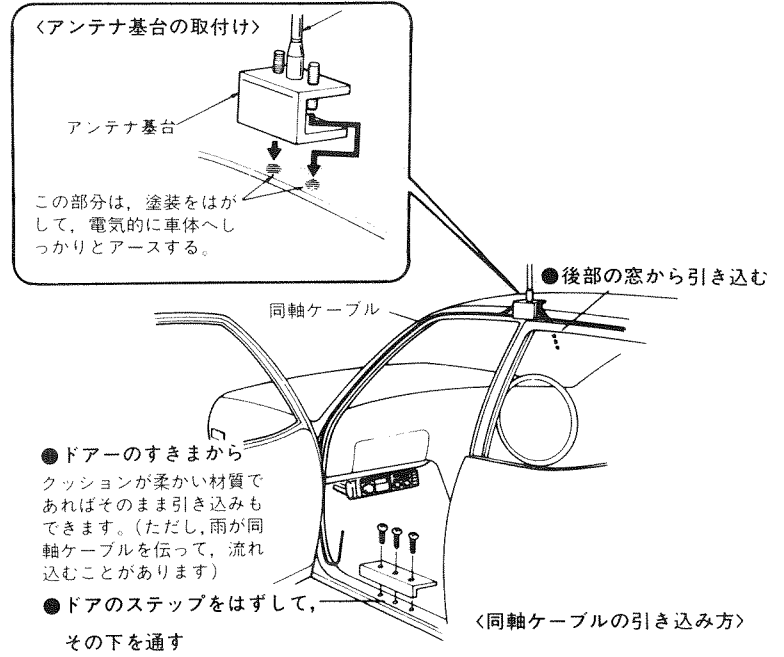 〈アンテナ基台の取付け〉
アンテナ基台
この部分は，塗装をはが
して，電気的に車体へし
っかりとアースする。
●後部の窓から引き込む
同軸ケーブル
●ドアーのすきまから
クッションが柔かい材質で
あればそのまま引き込みも
できます。(ただし,雨が同
軸ケーブルを伝って，流れ
込むことがあります)
●ドアのステップをはずして，
その下を通す
〈同軸ケーブルの引き込み方〉